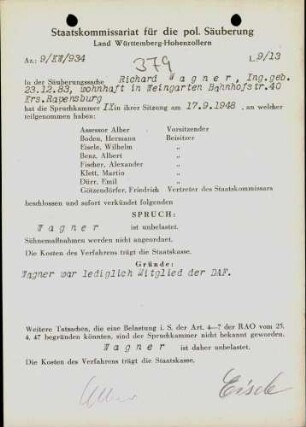 Staatskommissariat für die pol. Säuberung
Land Württemberg-Hohenzollern
Az.: 9/XW/934
379
L9/13
In der Säuberungssache Richard Wagner, Ing.geb.
23.12.83, wohnhaft in Weingarten Bahnhofstr.40
Krs.Ravensburg
hat die Spruchkammer II in ihrer Sitzung am 17.9.1948, an welcher
teilgenommen haben:
Assessor Alber Vorsitzender
Boden, Hermann Beisitzer
Eisele, Wilhelm "
Benz, Albert "
Fischer, Alexander "
Klett, Martin "
Dürr, Emil "
Götzendörfer, Friedrich Vertreter des Staatskommissars
beschlossen und sofort verkündet folgenden
SPRUCH:
Wagner ist unbelastet.
Sühnemaßnahmen werden nicht angeordnet.
Die Kosten des Verfahrens trägt die Staatskasse.
Gründe:
Wagner war lediglich Mitglied der DAF.
Weitere Tatsachen, die eine Belastung i. S. der Art. 4—7 der RAO vom 25.
4. 47 begründen könnten, sind der Spruchkammer nicht bekannt geworden.
Wagner ist daher unbelastet.
Die Kosten des Verfahrens trägt die Staatskasse.
Eisele